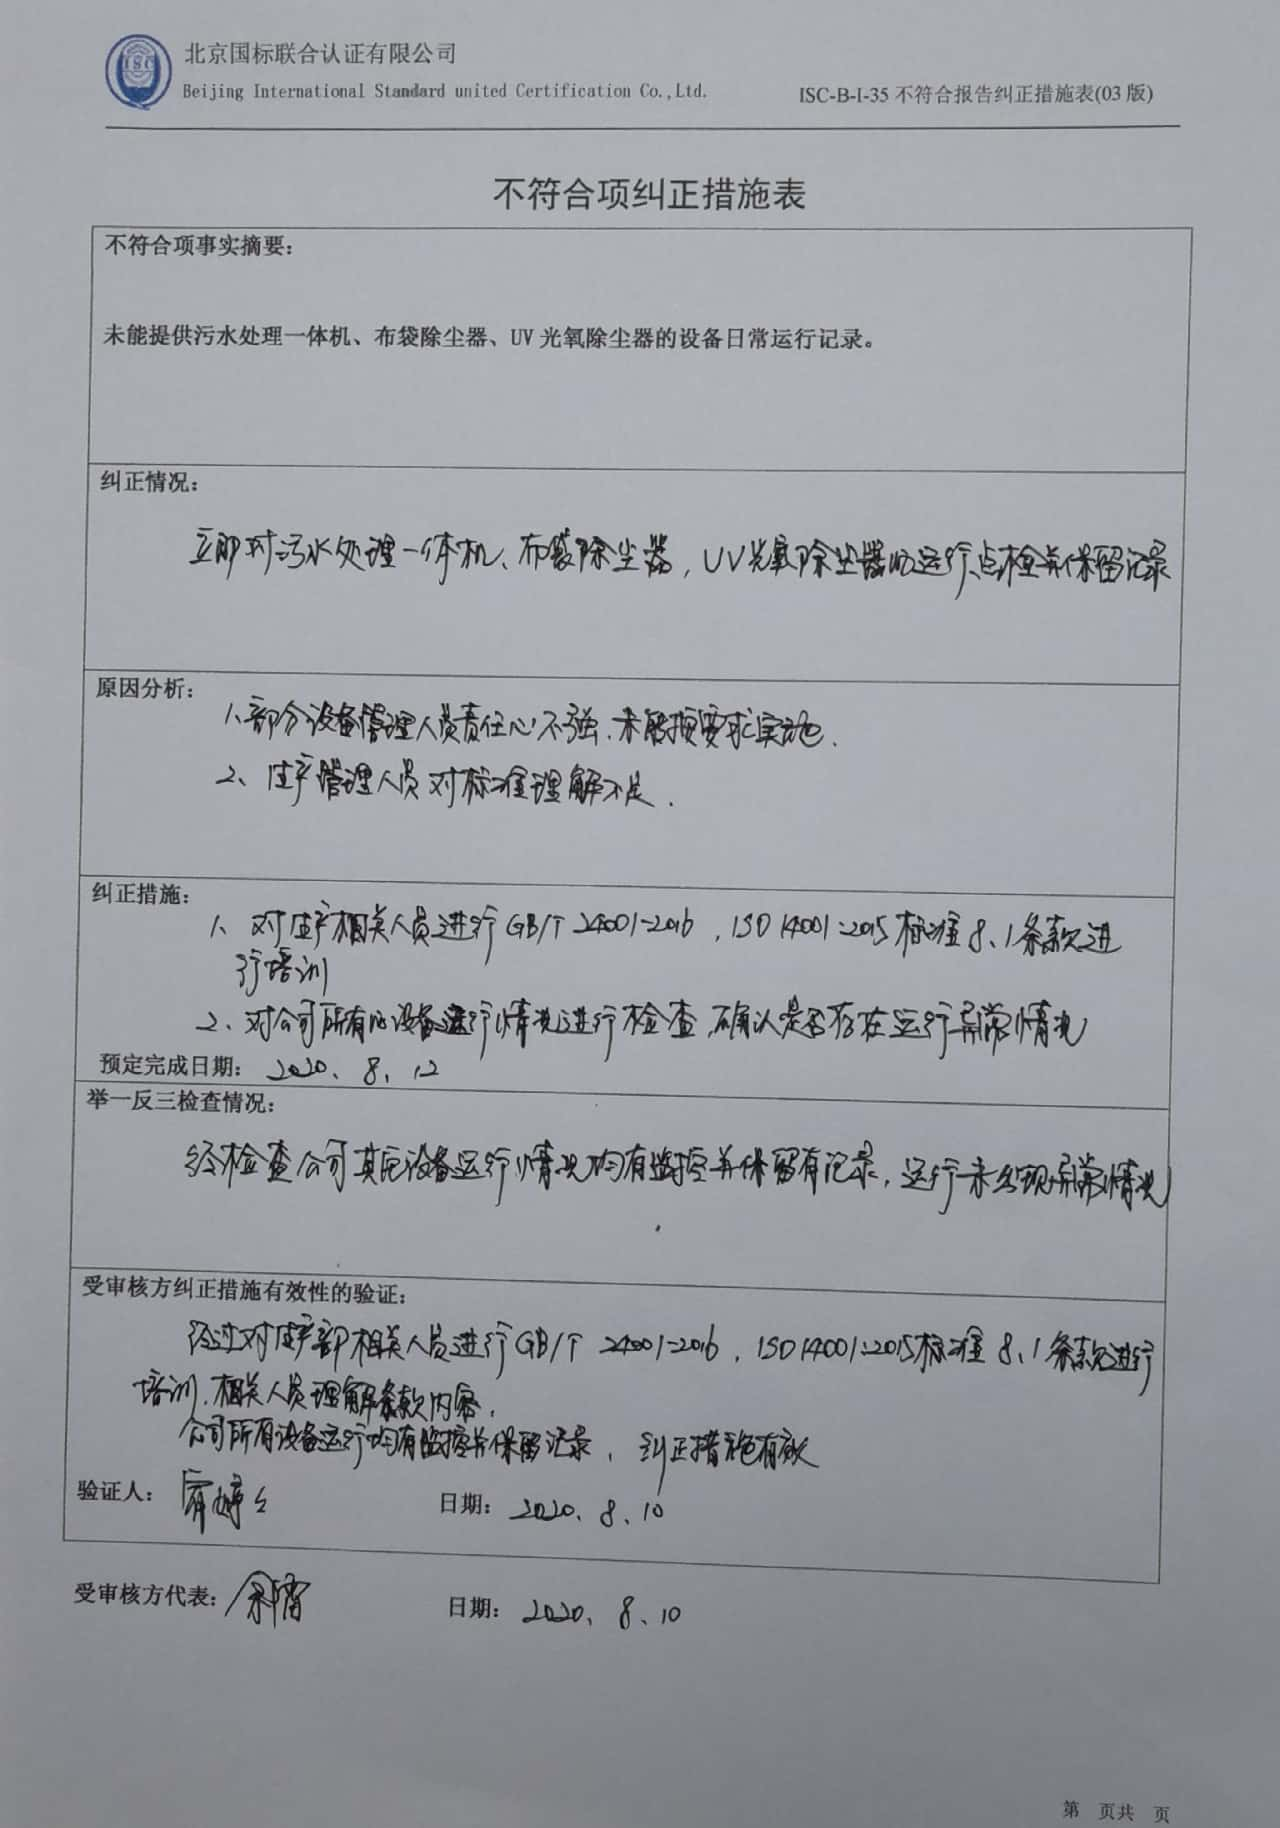 北京国标联合认证有限公司
Beijing International Standard united Certification Co.,Ltd.
ISC-B-I-35 不符合报告纠正措施表(03 版)
ISC
不符合项纠正措施表
不符合项事实摘要：
未能提供污水处理一体机、布袋除尘器、UV 光氧除尘器的设备日常运行记录。
纠正情况：
立即对污水处理一体机、布袋除尘器，UV光氧除尘器的运行点检并保留记录
原因分析：
1、部分设备管理人员责任心不强，未能按要求实施．
2、生产管理人员对标准理解不足．
纠正措施：
1、对生产相关人员进行GB/T 24001-2016，ISO 14001:2015标准8.1条款进
行培训
2、对公司所有的设备运行情况进行检查，确认是否存在运行异常情况
预定完成日期： 2020、8、12
举一反三检查情况：
经检查公司其他设备运行情况均有监控并保留有记录，运行未发现异常情况
受审核方纠正措施有效性的验证：
经过对生产部相关人员进行GB/T 24001-2016，ISO14001:2015标准8.1条款进行
培训，相关人员理解条款内容，
公司所有设备运行均有监控并保留记录，纠正措施有效
验证人：
日期： 2020、8、10
受审核方代表：
日期： 2020、8、10
第 页共 页